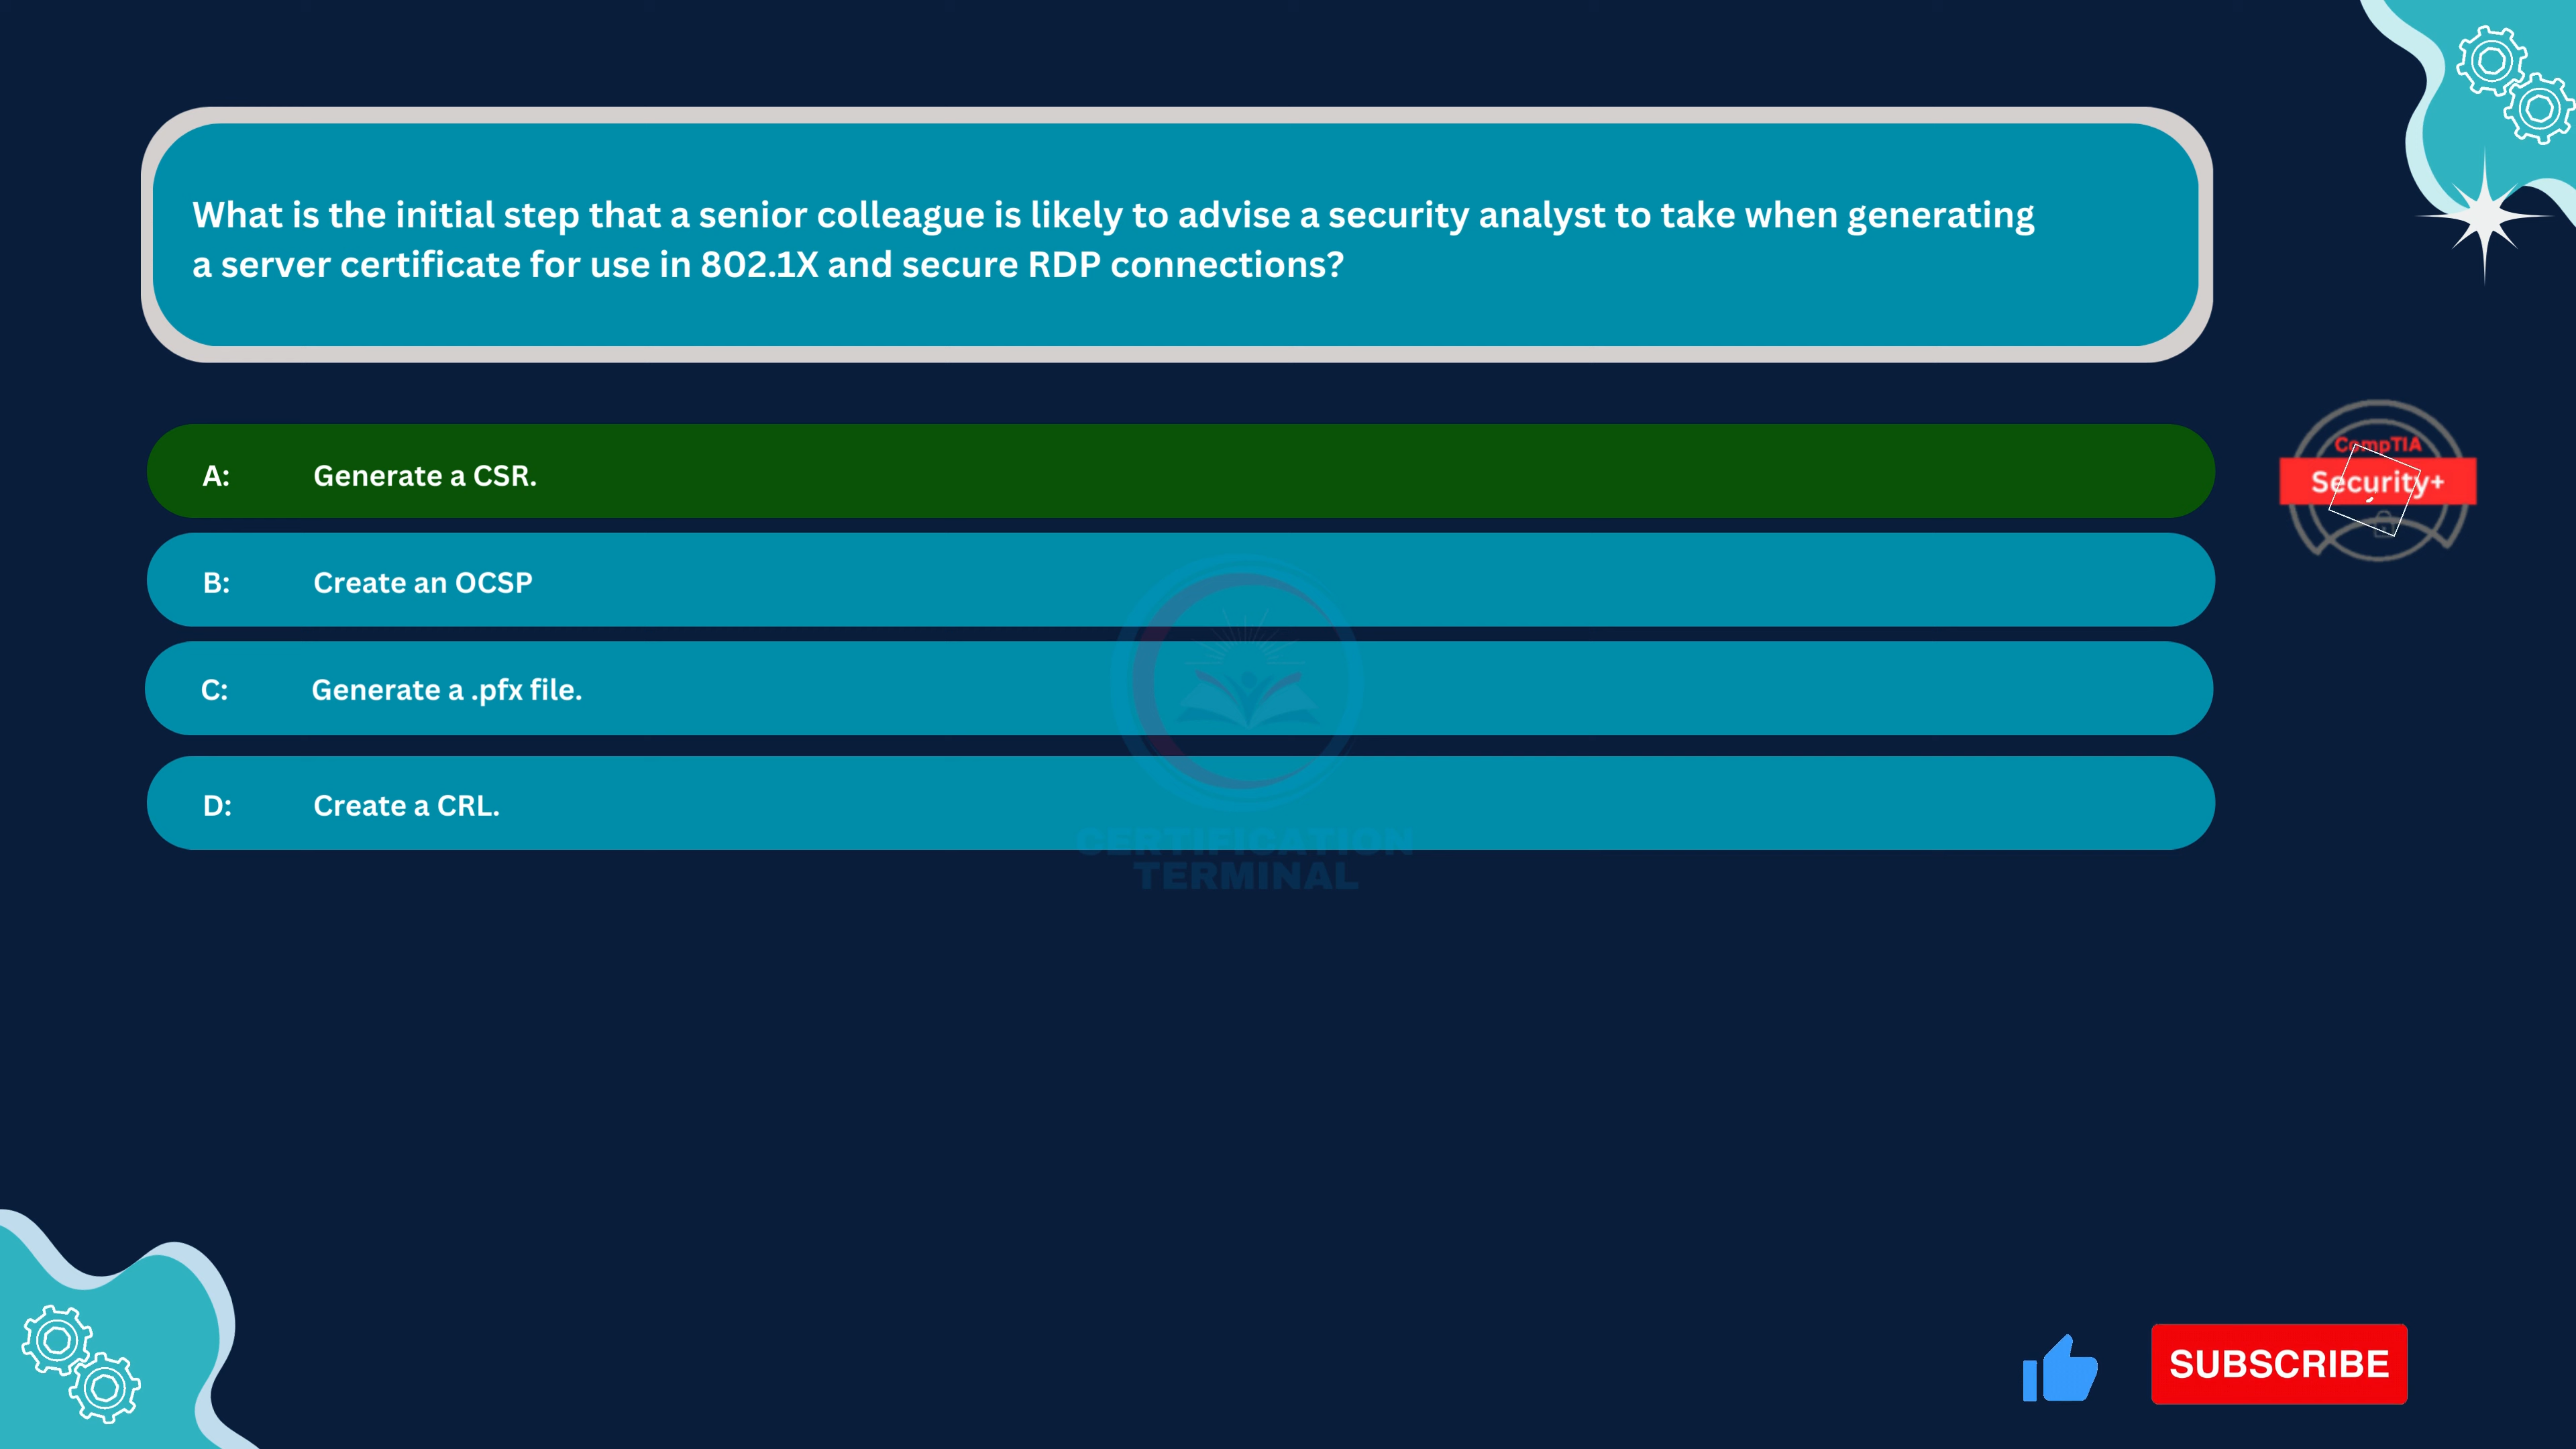 What is the initial step that a senior colleague is likely to advise a security analyst to take when generating
a server certificate for use in 802.1X and secure RDP connections?
A: Generate a CSR.
CompTIA
Security+
B: Create an OCSP
C: Generate a .pfx file.
D: Create a CRL.
CERTIFICATION
TERMINAL
SUBSCRIBE